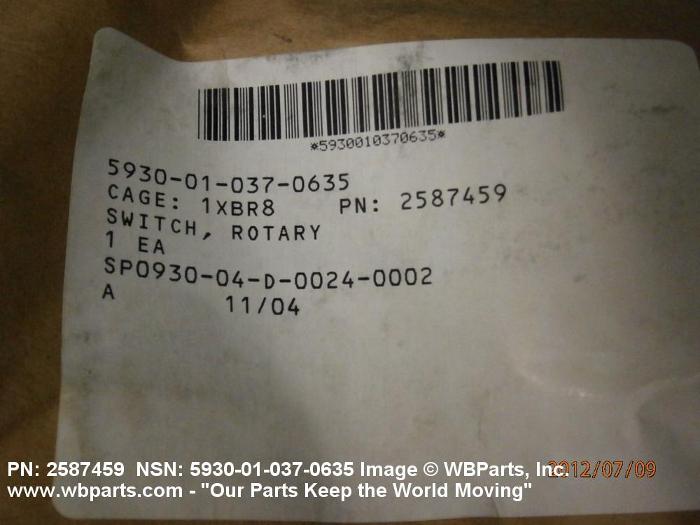 *5930010370635*
5930-01-037-0635
CAGE: 1XBR8 PN: 2587459
SWITCH, ROTARY
1 EA
SP0930-04-D-0024-0002
A 11/04
PN: 2587459 NSN: 5930-01-037-0635 Image © WBParts, Inc.
2012/07/09
www.wbparts.com - "Our Parts Keep the World Moving"